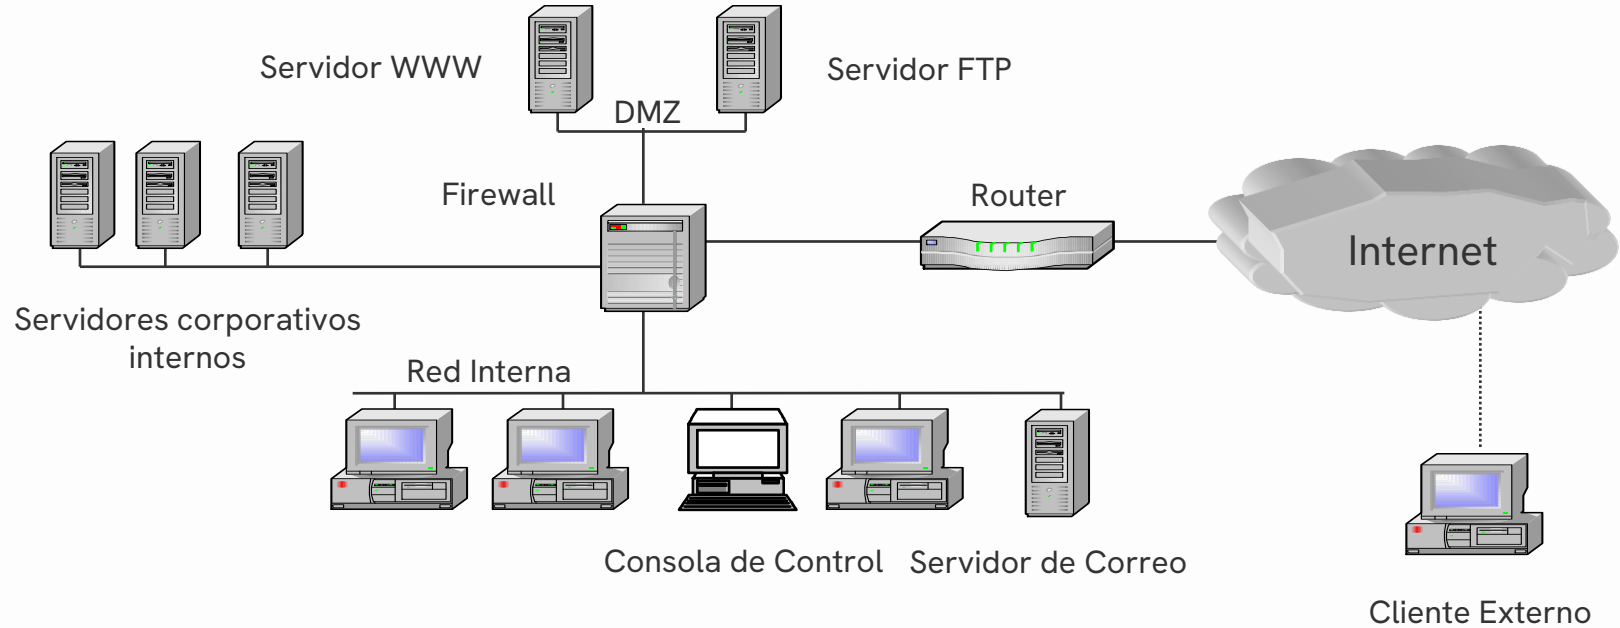 Servidor WWW
Servidor FTP
DMZ
Firewall
Router
Internet
Servidores corporativos
internos
Red Interna
Consola de Control
Servidor de Correo
Cliente Externo